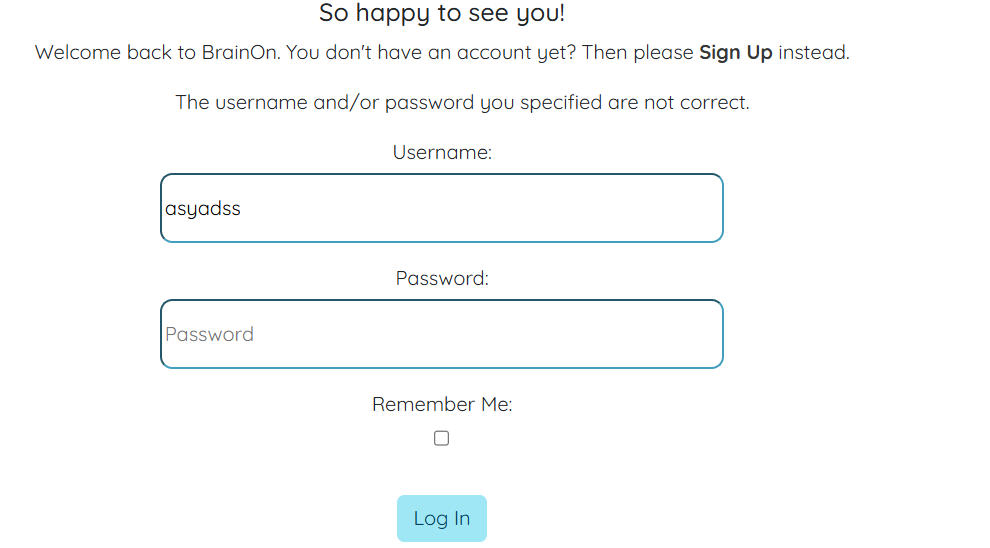 So happy to see you!
Welcome back to BrainOn. You don't have an account yet? Then please Sign Up instead.
The username and/or password you specified are not correct.
Username:
asyadss
Password:
Password
Remember Me:
Log In